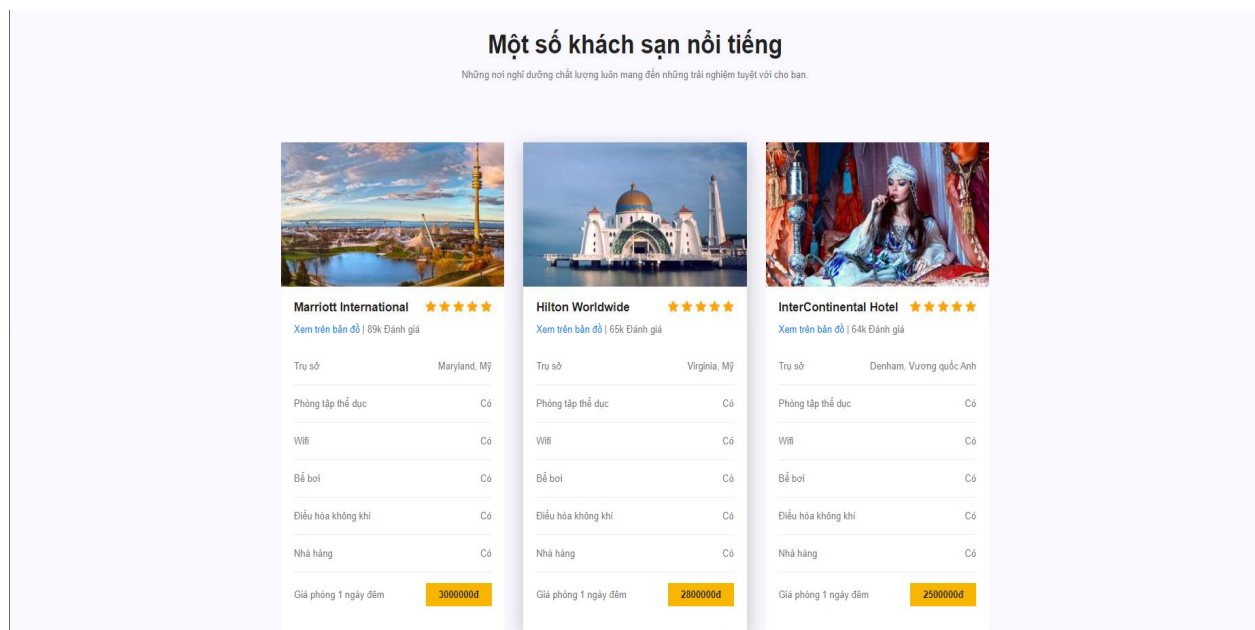 Một số khách sạn nổi tiếng
Những nơi nghỉ dưỡng chất lượng luôn mang đến những trải nghiệm tuyệt vời cho bạn.
Marriott International
Xem trên bản đồ | 89k Đánh giá
Trụ sở Maryland, Mỹ
Phòng tập thể dục Có
Wifi Có
Bể bơi Có
Điều hòa không khí Có
Nhà hàng Có
Giá phòng 1 ngày đêm 3000000đ
Hilton Worldwide
Xem trên bản đồ | 65k Đánh giá
Trụ sở Virginia, Mỹ
Phòng tập thể dục Có
Wifi Có
Bể bơi Có
Điều hòa không khí Có
Nhà hàng Có
Giá phòng 1 ngày đêm 2800000đ
InterContinental Hotel
Xem trên bản đồ | 64k Đánh giá
Trụ sở Denham, Vương quốc Anh
Phòng tập thể dục Có
Wifi Có
Bể bơi Có
Điều hòa không khí Có
Nhà hàng Có
Giá phòng 1 ngày đêm 2500000đ